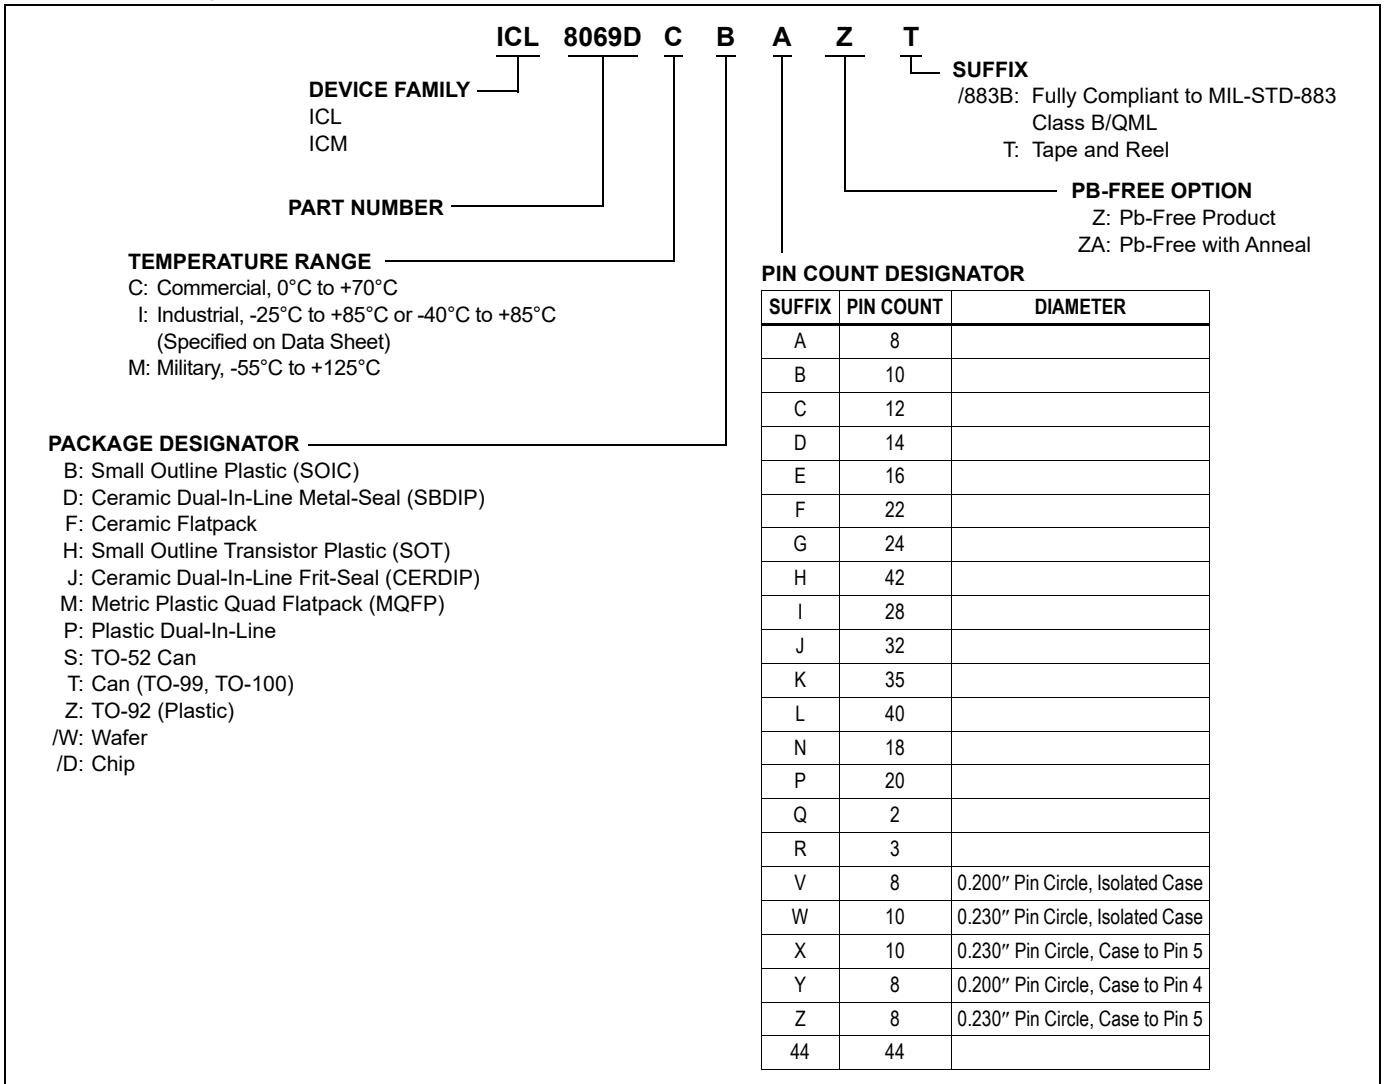 ICL 8069D C B A Z T
DEVICE FAMILY
ICL
ICM
PART NUMBER
TEMPERATURE RANGE
C: Commercial, 0°C to +70°C
I: Industrial, -25°C to +85°C or -40°C to +85°C
(Specified on Data Sheet)
M: Military, -55°C to +125°C
PACKAGE DESIGNATOR
B: Small Outline Plastic (SOIC)
D: Ceramic Dual-In-Line Metal-Seal (SBDIP)
F: Ceramic Flatpack
H: Small Outline Transistor Plastic (SOT)
J: Ceramic Dual-In-Line Frit-Seal (CERDIP)
M: Metric Plastic Quad Flatpack (MQFP)
P: Plastic Dual-In-Line
S: TO-52 Can
T: Can (TO-99, TO-100)
Z: TO-92 (Plastic)
/W: Wafer
/D: Chip
SUFFIX
/883B: Fully Compliant to MIL-STD-883
Class B/QML
T: Tape and Reel
PB-FREE OPTION
Z: Pb-Free Product
ZA: Pb-Free with Anneal
PIN COUNT DESIGNATOR
SUFFIX PIN COUNT DIAMETER
A 8
B 10
C 12
D 14
E 16
F 22
G 24
H 42
I 28
J 32
K 35
L 40
N 18
P 20
Q 2
R 3
V 8 0.200″ Pin Circle, Isolated Case
W 10 0.230″ Pin Circle, Isolated Case
X 10 0.230″ Pin Circle, Case to Pin 5
Y 8 0.200″ Pin Circle, Case to Pin 4
Z 8 0.230″ Pin Circle, Case to Pin 5
44 44